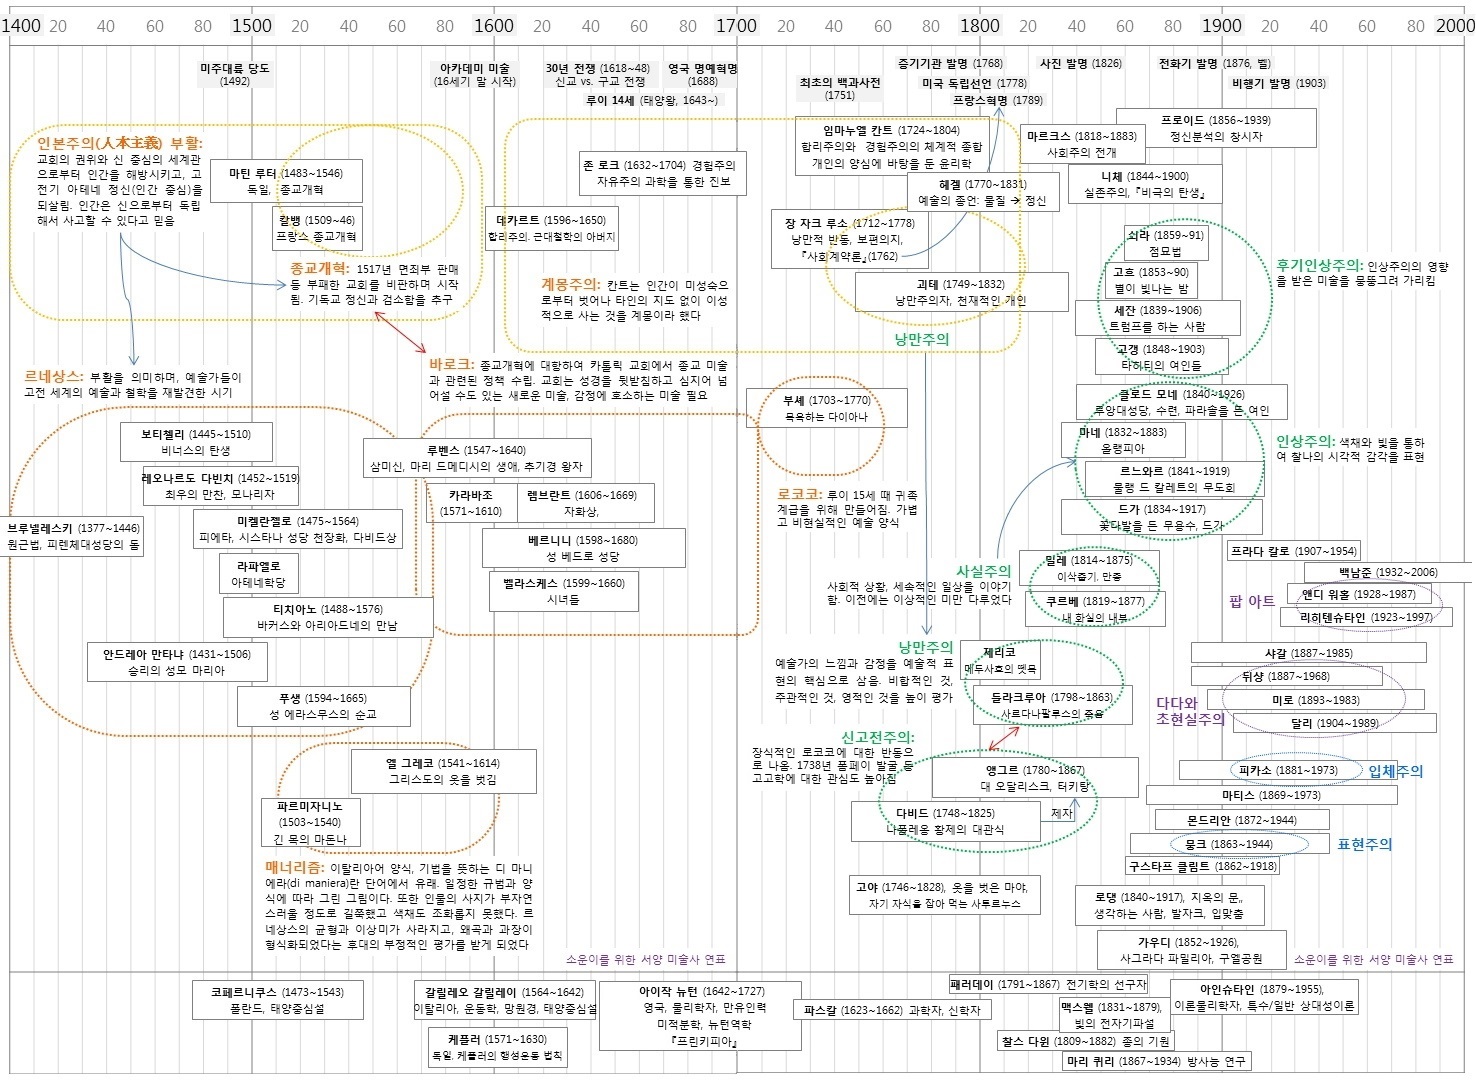 1400 20 40 60 80 1500 20 40 60 80 1600 20 40 60 80 1700 20 40 60 80 1800 20 40 60 80 1900 20 40 60 80 2000
미주대륙 당도
(1492)
아카데미 미술
(16세기 말 시작)
30년 전쟁 (1618~48)
신교 vs. 구교 전쟁
영국 명예혁명
(1688)
루이 14세 (태양황, 1643~)
최초의 백과사전
(1751)
증기기관 발명 (1768)
미국 독립선언 (1778)
프랑스혁명 (1789)
사진 발명 (1826)
전화기 발명 (1876, 벨)
비행기 발명 (1903)
인본주의(人本主義) 부활:
교회의 권위와 신 중심의 세계관
으로부터 인간을 해방시키고, 고
전기 아테네 정신(인간 중심)을
되살림. 인간은 신으로부터 독립
해서 사고할 수 있다고 믿음
마틴 루터 (1483~1546)
독일, 종교개혁
칼뱅 (1509~46)
프랑스 종교개혁
종교개혁: 1517년 면죄부 판매
등 부패한 교회를 비판하며 시작
됨. 기독교 정신과 검소함을 추구
존 로크 (1632~1704) 경험주의
자유주의 과학을 통한 진보
데카르트 (1596~1650)
합리주의. 근대철학의 아버지
계몽주의: 칸트는 인간이 미성숙으
로부터 벗어나 타인의 지도 없이 이성
적으로 사는 것을 계몽이라 했다
임마누엘 칸트 (1724~1804)
합리주의와 경험주의의 체계적 종합
개인의 양심에 바탕을 둔 윤리학
헤겔 (1770~1831)
예술의 종언: 물질 → 정신
장 자크 루소 (1712~1778)
낭만적 반동, 보편의지,
『사회계약론』(1762)
괴테 (1749~1832)
낭만주의자, 천재적인 개인
낭만주의
마르크스 (1818~1883)
사회주의 전개
프로이드 (1856~1939)
정신분석의 창시자
니체 (1844~1900)
실존주의, 『비극의 탄생』
쇠라 (1859~91)
점묘법
고흐 (1853~90)
별이 빛나는 밤
세잔 (1839~1906)
트럼프를 하는 사람
고갱 (1848~1903)
타히티의 여인들
후기인상주의: 인상주의의 영향
을 받은 미술을 뭉뚱그려 가리킴
르네상스: 부활을 의미하며, 예술가들이
고전 세계의 예술과 철학을 재발견한 시기
바로크: 종교개혁에 대항하여 카톨릭 교회에서 종교 미술
과 관련된 정책 수립. 교회는 성경을 뒷받침하고 심지어 넘
어설 수도 있는 새로운 미술, 감정에 호소하는 미술 필요
부셰 (1703~1770)
목욕하는 다이아나
로코코: 루이 15세 때 귀족
계급을 위해 만들어짐. 가볍
고 비현실적인 예술 양식
클로드 모네 (1840~1926)
루앙대성당, 수련, 파라솔을 든 여인
마네 (1832~1883)
올랭피아
르느와르 (1841~1919)
물랭 드 갈레트의 무도회
드가 (1834~1917)
꽃다발을 든 무용수, 드가
인상주의: 색채와 빛을 통하
여 찰나의 시각적 감각을 표현
보티첼리 (1445~1510)
비너스의 탄생
레오나르도 다빈치 (1452~1519)
최우의 만찬, 모나리자
브루넬레스키 (1377~1446)
원근법, 피렌체대성당의 돔
미켈란젤로 (1475~1564)
피에타, 시스타나 성당 천장화, 다비드상
라파엘로
아테네학당
티치아노 (1488~1576)
바커스와 아리아드네의 만남
안드레아 만타냐 (1431~1506)
승리의 성모 마리아
푸생 (1594~1665)
성 에라스무스의 순교
루벤스 (1547~1640)
삼미신, 마리 드메디시의 생애, 추기경 왕자
카라바조
(1571~1610)
렘브란트 (1606~1669)
자화상,
베르니니 (1598~1680)
성 베드로 성당
벨라스케스 (1599~1660)
시녀들
사실주의
사회적 상황, 세속적인 일상을 이야기
함. 이전에는 이상적인 미만 다루었다
밀레 (1814~1875)
이삭줍기, 만종
쿠르베 (1819~1877)
내 화실의 내부
프라다 칼로 (1907~1954)
백남준 (1932~2006)
팝 아트
앤디 워홀 (1928~1987)
리히텐슈타인 (1923~1997)
낭만주의
예술가의 느낌과 감정을 예술적 표
현의 핵심으로 삼음. 비합적인 것,
주관적인 것, 영적인 것을 높이 평가
제리코
메두사호의 뗏목
들라크루아 (1798~1863)
사르다나팔루스의 죽음
샤갈 (1887~1985)
뒤샹 (1887~1968)
미로 (1893~1983)
달리 (1904~1989)
다다와
초현실주의
신고전주의:
장식적인 로코코에 대한 반동으
로 나옴. 1738년 폼페이 발굴 등
고고학에 대한 관심도 높아짐
앵그르 (1780~1867)
대 오달리스크, 터키탕
다비드 (1748~1825)
나폴레옹 황제의 대관식
제자
피카소 (1881~1973)
입체주의
마티스 (1869~1973)
몬드리안 (1872~1944)
뭉크 (1863~1944)
표현주의
구스타프 클림트 (1862~1918)
엘 그레코 (1541~1614)
그리스도의 옷을 벗김
파르미자니노
(1503~1540)
긴 목의 마돈나
매너리즘: 이탈리아어 양식, 기법을 뜻하는 디 마니
에라(di maniera)란 단어에서 유래. 일정한 규범과 양
식에 따라 그린 그림이다. 또한 인물의 사지가 부자연
스러울 정도로 길쭉했고 색채도 조화롭지 못했다. 르
네상스의 균형과 이상미가 사라지고, 왜곡과 과장이
형식화되었다는 후대의 부정적인 평가를 받게 되었다
고야 (1746~1828), 옷을 벗은 마야,
자기 자식을 잡아 먹는 사투르누스
로댕 (1840~1917), 지옥의 문,,
생각하는 사람, 발자크, 입맞춤
가우디 (1852~1926),
사그라다 파밀리아, 구엘공원
소운이를 위한 서양 미술사 연표
소운이를 위한 서양 미술사 연표
코페르니쿠스 (1473~1543)
폴란드, 태양중심설
갈릴레오 갈릴레이 (1564~1642)
이탈리아, 운동학, 망원경, 태양중심설
케플러 (1571~1630)
독일. 케플러의 행성운동 법칙
아이작 뉴턴 (1642~1727)
영국, 물리학자, 만유인력
미적분학, 뉴턴역학
『프린키피아』
파스칼 (1623~1662) 과학자, 신학자
패러데이 (1791~1867) 전기학의 선구자
맥스웰 (1831~1879),
빛의 전자기파설
찰스 다윈 (1809~1882) 종의 기원
마리 퀴리 (1867~1934) 방사능 연구
아인슈타인 (1879~1955),
이론물리학자, 특수/일반 상대성이론